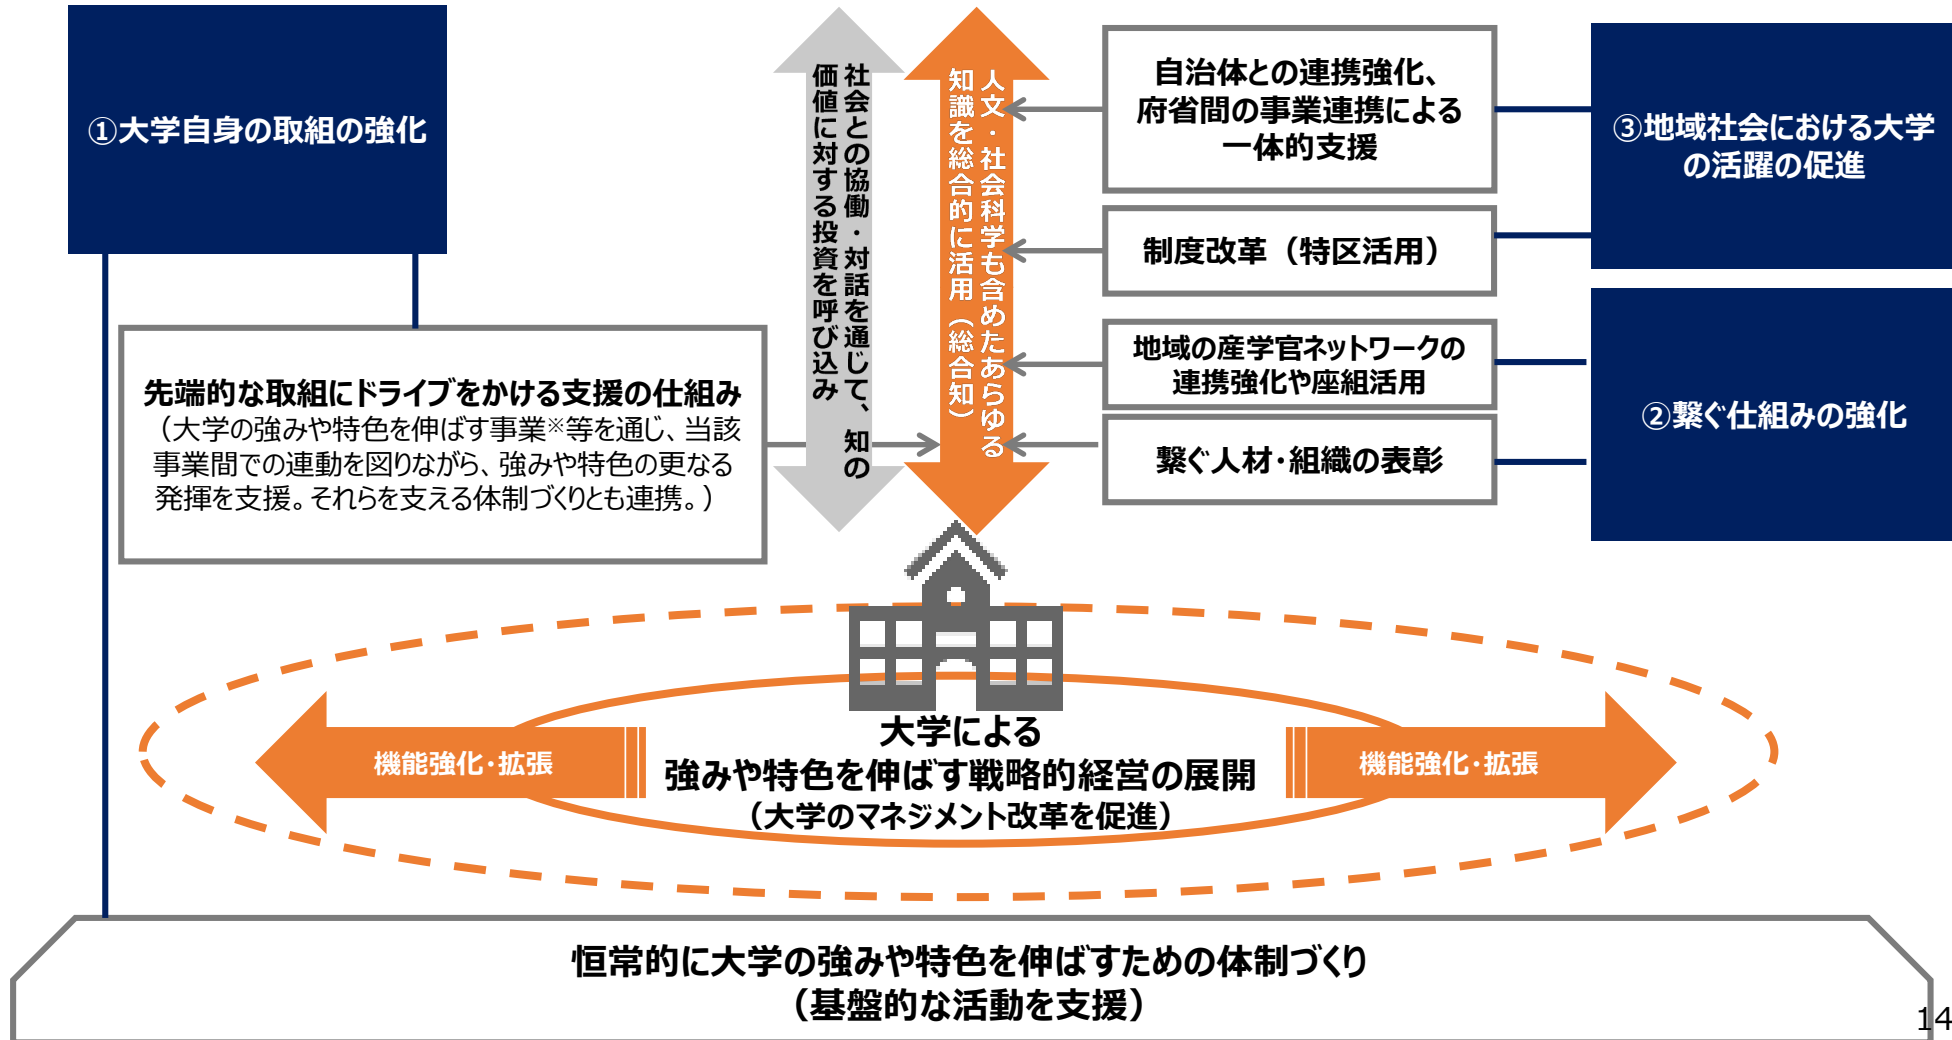 ①大学自身の取組の強化
先端的な取組にドライブをかける支援の仕組み
（大学の強みや特色を伸ばす事業※等を通じ、当該
事業間での連動を図りながら、強みや特色の更なる
発揮を支援。それらを支える体制づくりとも連携。）
社会との協働・対話を通じて、知の
価値に対する投資を呼び込み
人文・社会科学も含めたあらゆる
知識を総合的に活用（総合知）
自治体との連携強化、
府省間の事業連携による
一体的支援
制度改革（特区活用）
地域の産学官ネットワークの
連携強化や座組活用
繋ぐ人材・組織の表彰
③地域社会における大学
の活躍の促進
②繋ぐ仕組みの強化
機能強化・拡張
大学による
強みや特色を伸ばす戦略的経営の展開
（大学のマネジメント改革を促進）
機能強化・拡張
恒常的に大学の強みや特色を伸ばすための体制づくり
（基盤的な活動を支援）
14